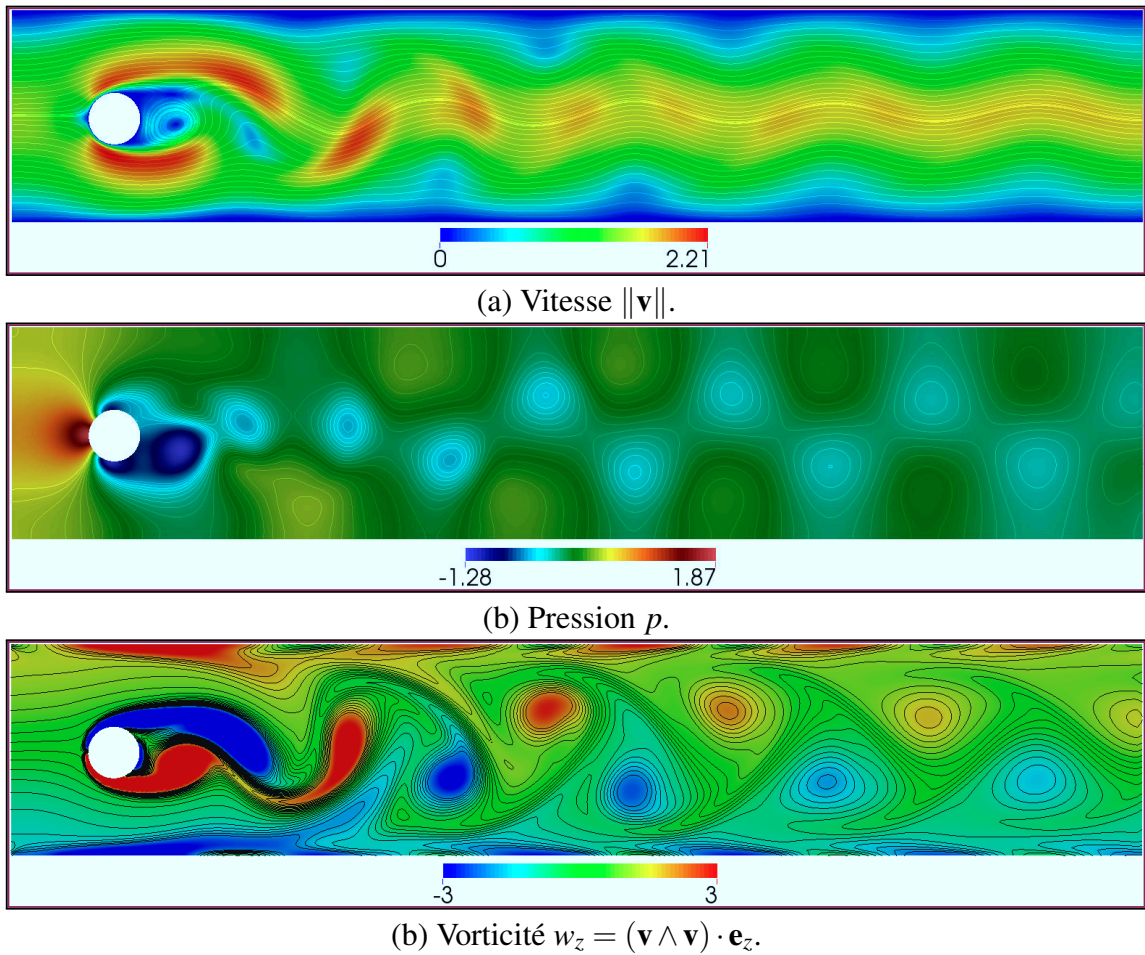 0 2.21
(a) Vitesse ∥v∥.
-1.28 1.87
(b) Pression p.
-3 3
(b) Vorticité w_z = (v ∧ v) · e_z.